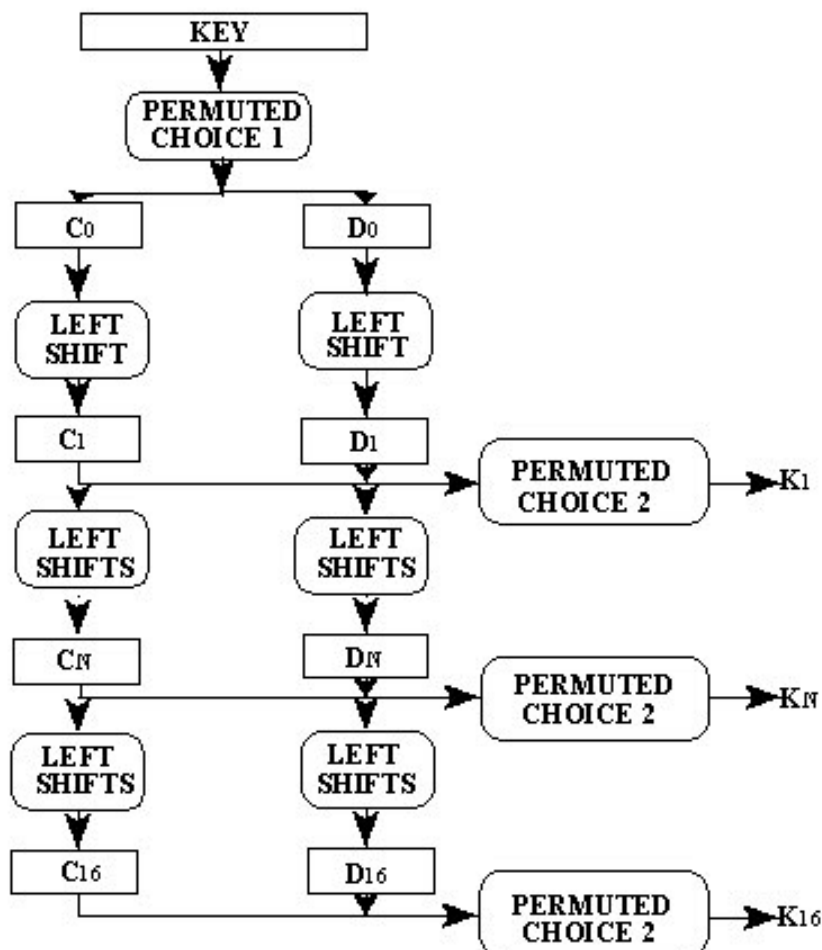 KEY
PERMUTED
CHOICE 1
C0
D0
LEFT
SHIFT
LEFT
SHIFT
C1
D1
PERMUTED
CHOICE 2
K1
LEFT
SHIFTS
LEFT
SHIFTS
CN
DN
PERMUTED
CHOICE 2
KN
LEFT
SHIFTS
LEFT
SHIFTS
C16
D16
PERMUTED
CHOICE 2
K16